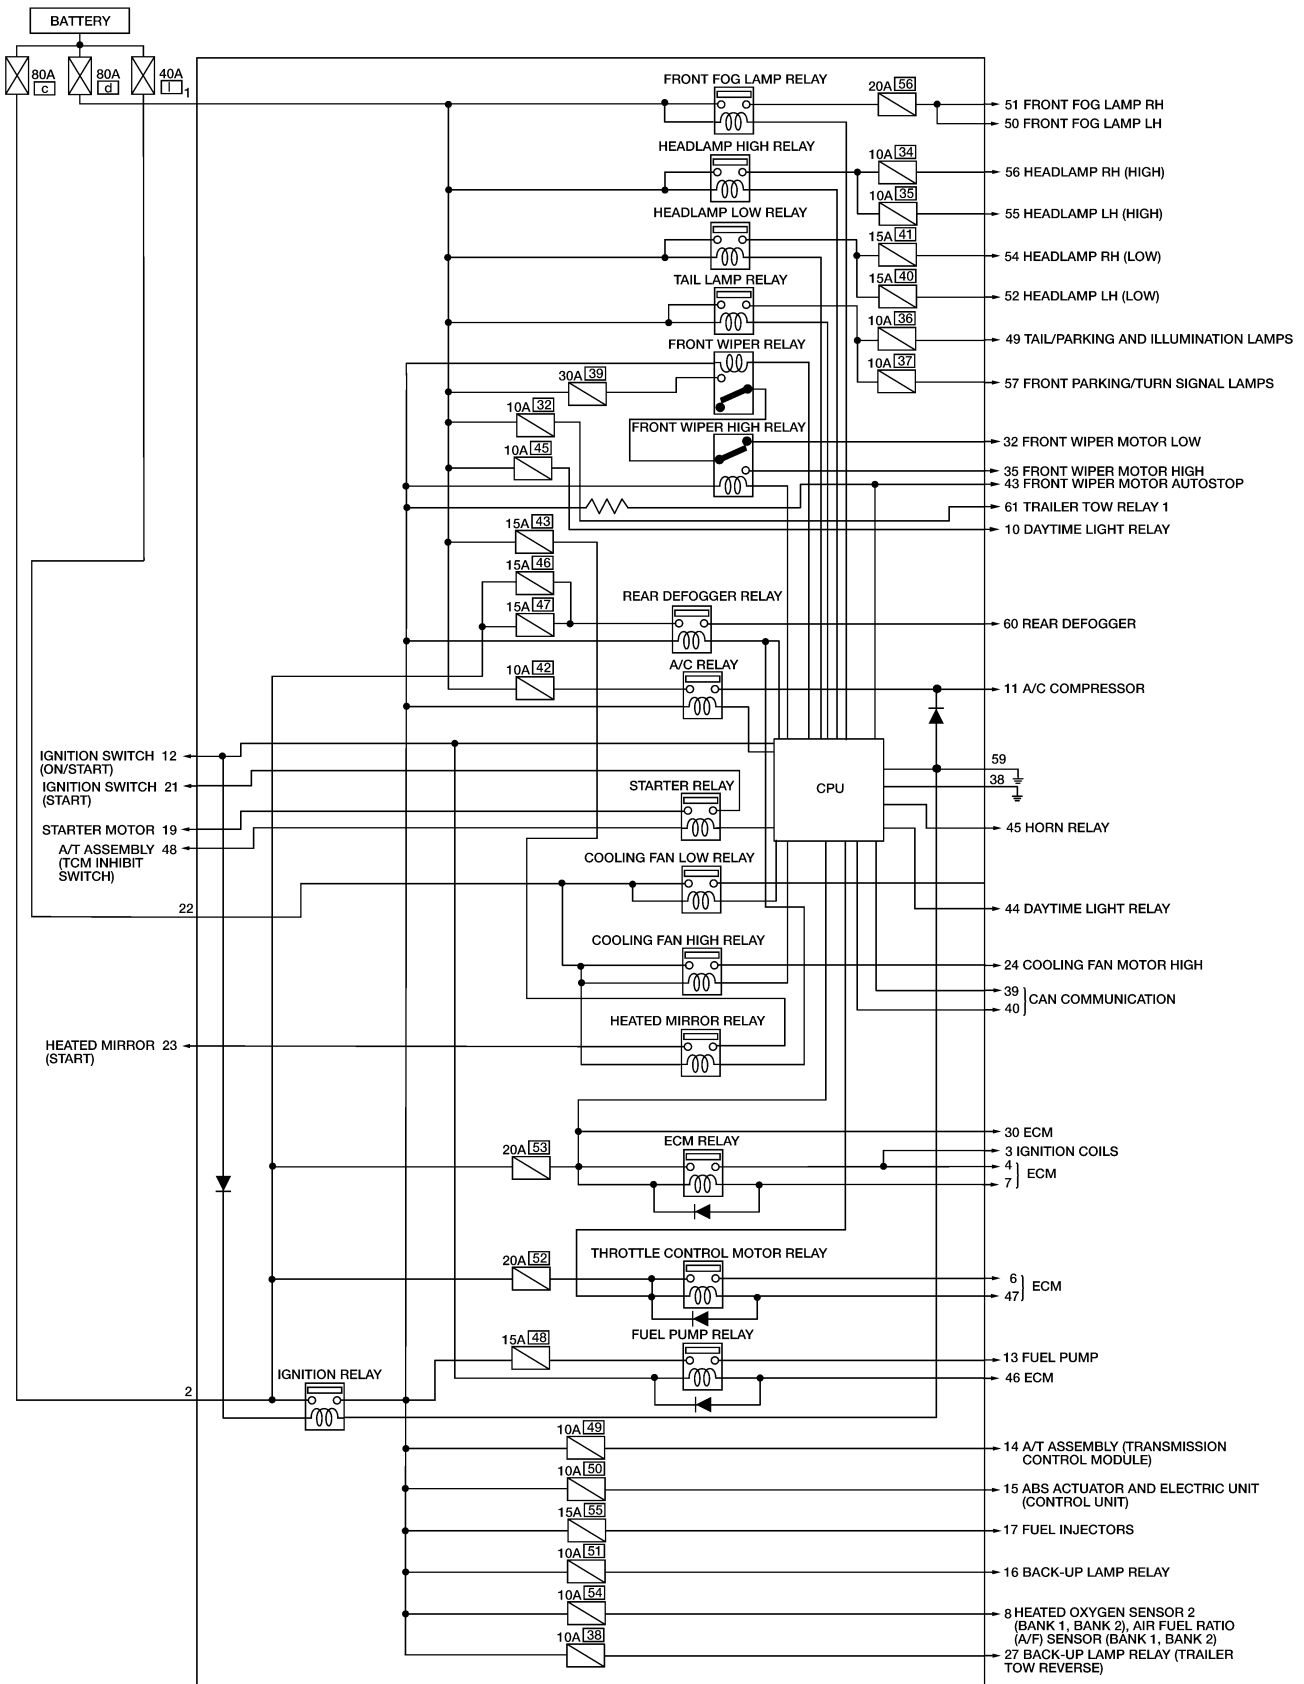 BATTERY
80A c
80A d
40A l
1
FRONT FOG LAMP RELAY
20A 56
51 FRONT FOG LAMP RH
50 FRONT FOG LAMP LH
HEADLAMP HIGH RELAY
10A 34
56 HEADLAMP RH (HIGH)
10A 35
55 HEADLAMP LH (HIGH)
HEADLAMP LOW RELAY
15A 41
54 HEADLAMP RH (LOW)
15A 40
52 HEADLAMP LH (LOW)
TAIL LAMP RELAY
10A 36
49 TAIL/PARKING AND ILLUMINATION LAMPS
FRONT WIPER RELAY
10A 37
57 FRONT PARKING/TURN SIGNAL LAMPS
30A 39
10A 32
FRONT WIPER HIGH RELAY
32 FRONT WIPER MOTOR LOW
10A 45
35 FRONT WIPER MOTOR HIGH
43 FRONT WIPER MOTOR AUTOSTOP
61 TRAILER TOW RELAY 1
15A 43
10 DAYTIME LIGHT RELAY
15A 46
15A 47
REAR DEFOGGER RELAY
60 REAR DEFOGGER
10A 42
A/C RELAY
11 A/C COMPRESSOR
IGNITION SWITCH 12
(ON/START)
IGNITION SWITCH 21
(START)
CPU
59
38
STARTER RELAY
STARTER MOTOR 19
45 HORN RELAY
A/T ASSEMBLY 48
(TCM INHIBIT
SWITCH)
COOLING FAN LOW RELAY
22
44 DAYTIME LIGHT RELAY
COOLING FAN HIGH RELAY
24 COOLING FAN MOTOR HIGH
39
40
CAN COMMUNICATION
HEATED MIRROR RELAY
HEATED MIRROR 23
(START)
30 ECM
20A 53
ECM RELAY
3 IGNITION COILS
4
7
ECM
20A 52
THROTTLE CONTROL MOTOR RELAY
6
47
ECM
15A 48
FUEL PUMP RELAY
13 FUEL PUMP
46 ECM
IGNITION RELAY
2
10A 49
14 A/T ASSEMBLY (TRANSMISSION
CONTROL MODULE)
10A 50
15 ABS ACTUATOR AND ELECTRIC UNIT
(CONTROL UNIT)
15A 55
17 FUEL INJECTORS
10A 51
16 BACK-UP LAMP RELAY
10A 54
8 HEATED OXYGEN SENSOR 2
(BANK 1, BANK 2), AIR FUEL RATIO
(A/F) SENSOR (BANK 1, BANK 2)
10A 38
27 BACK-UP LAMP RELAY (TRAILER
TOW REVERSE)